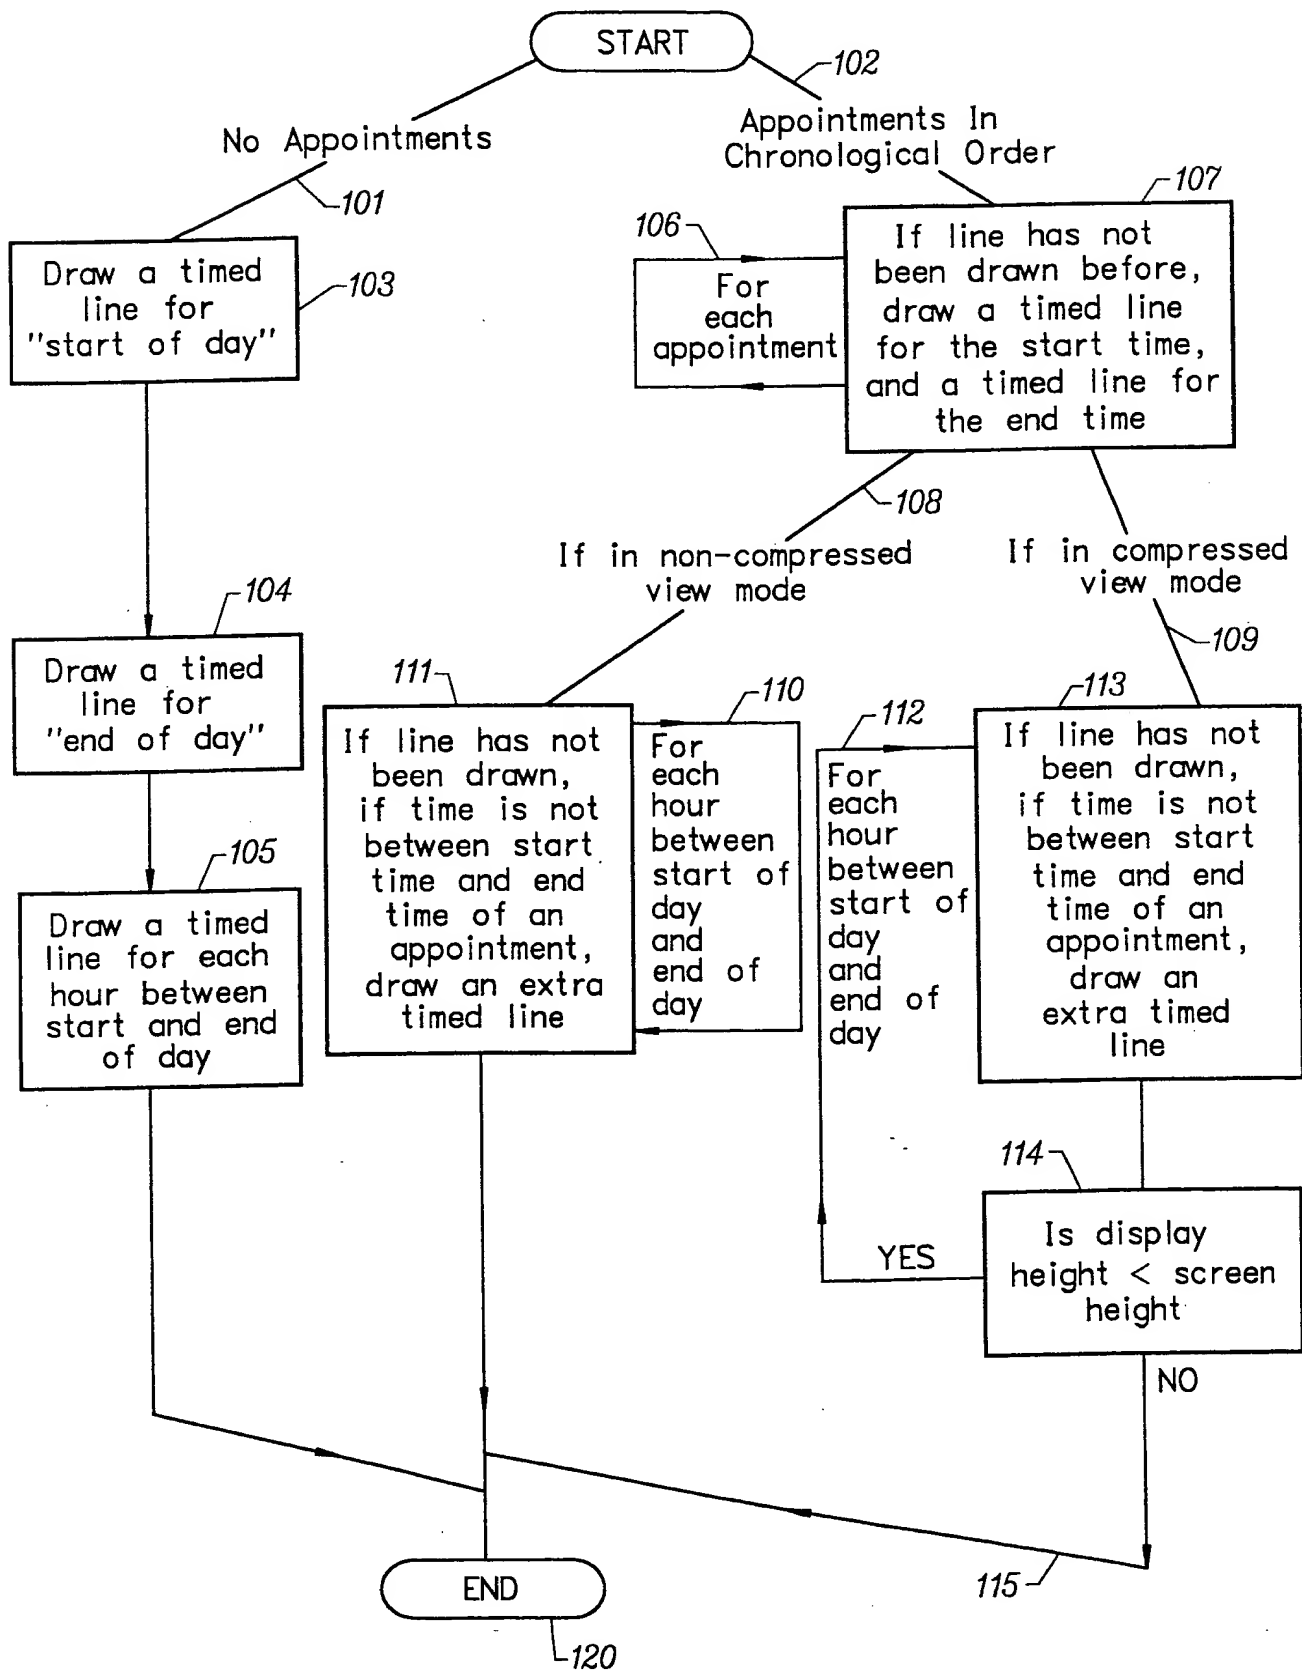 START
102
No Appointments
Appointments In
Chronological Order
101
107
106
Draw a timed
line for
"start of day"
103
For
each
appointment
If line has not
been drawn before,
draw a timed line
for the start time,
and a timed line for
the end time
108
If in non-compressed
view mode
If in compressed
view mode
109
104
Draw a timed
line for
"end of day"
111
110
112
113
If line has not
been drawn,
if time is not
between start
time and end
time of an
appointment,
draw an extra
timed line
For
each
hour
between
start of
day
and
end of
day
For
each
hour
between
start of
day
and
end of
day
If line has not
been drawn,
if time is not
between start
time and end
time of an
appointment,
draw an
extra timed
line
105
Draw a timed
line for each
hour between
start and end
of day
114
Is display
height < screen
height
YES
NO
115
END
120